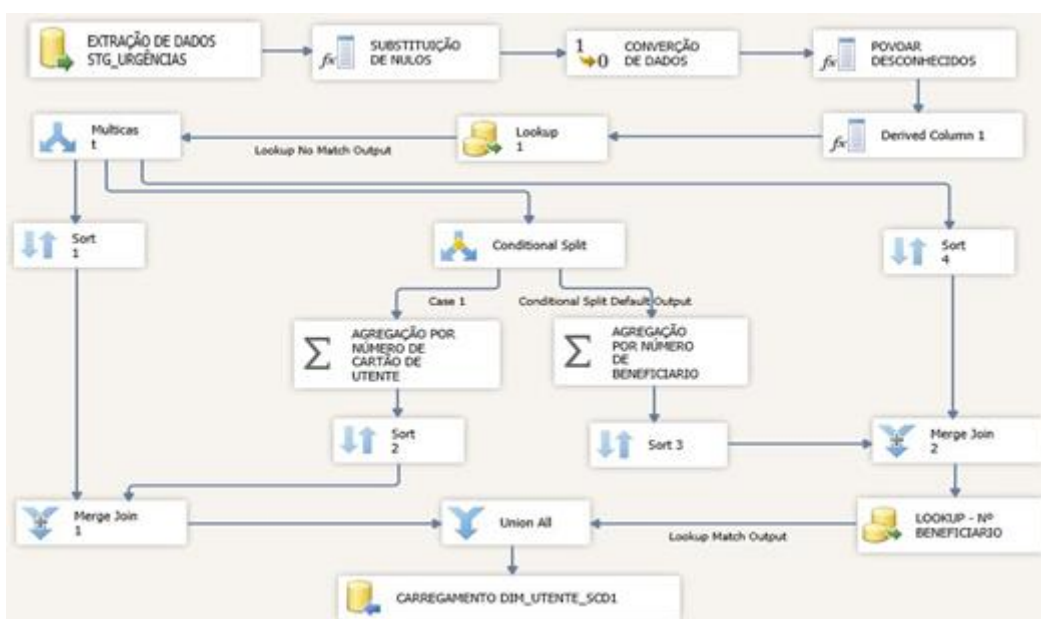 EXTRAÇÃO DE DADOS
STG_URGÊNCIAS
SUBSTITUIÇÃO
DE NULOS
CONVERÇÃO
DE DADOS
POVOAR
DESCONHECIDOS
Multicas
t
Lookup No Match Output
Lookup
1
Derived Column 1
Sort
1
Conditional Split
Sort
4
Case 1
Conditional Split Default Output
AGREGAÇÃO POR
NÚMERO DE
CARTÃO DE
UTENTE
AGREGAÇÃO
POR NÚMERO
DE
BENEFICIARIO
Sort
2
Sort 3
Merge Join
2
Merge Join
1
Union All
Lookup Match Output
LOOKUP - Nº
BENEFICIARIO
CARREGAMENTO DIM_UTENTE_SCD1